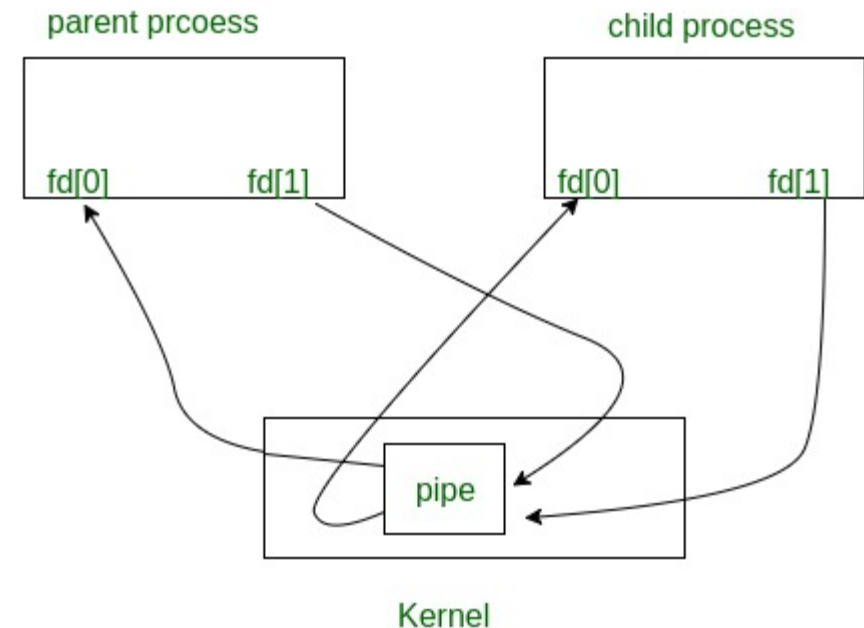 parent prcoess
child process
fd[0]
fd[1]
fd[0]
fd[1]
pipe
Kernel